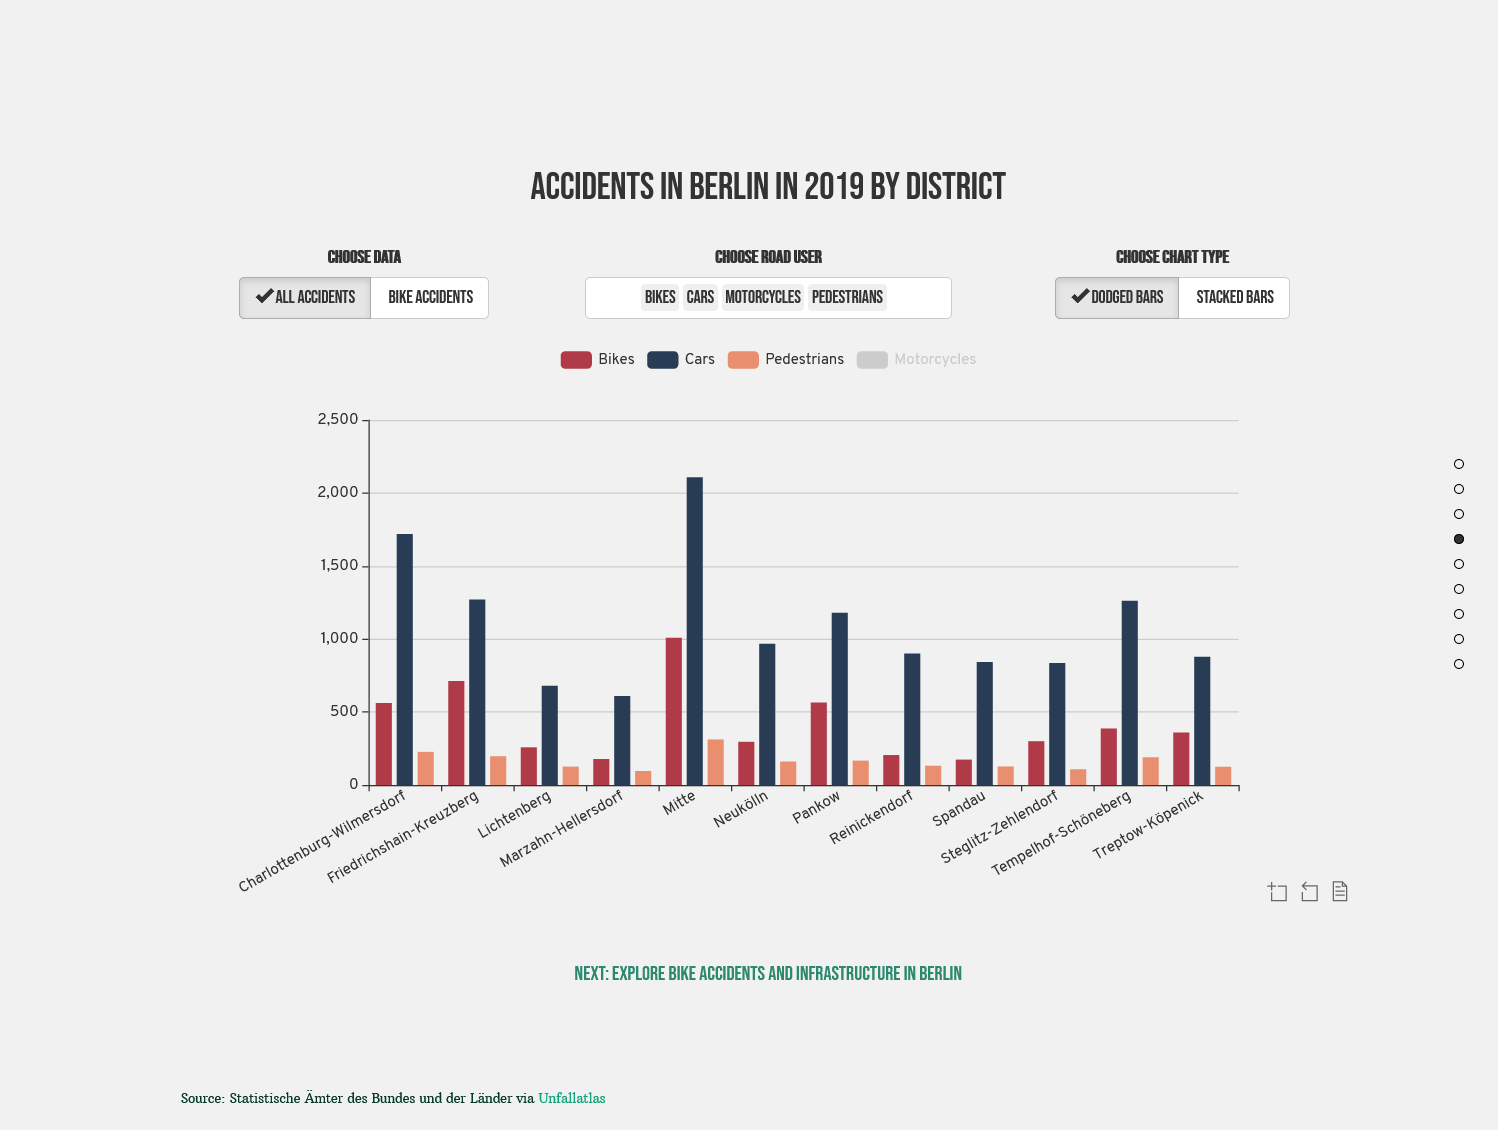 ACCIDENTS IN BERLIN IN 2019 BY DISTRICT
CHOOSE DATA
CHOOSE ROAD USER
CHOOSE CHART TYPE
ALL ACCIDENTS
BIKE ACCIDENTS
BIKES CARS MOTORCYCLES PEDESTRIANS
DODGED BARS
STACKED BARS
Bikes Cars Pedestrians Motorcycles
2,500
2,000
1,500
1,000
500
0
Charlottenburg-Wilmersdorf
Friedrichshain-Kreuzberg
Lichtenberg
Marzahn-Hellersdorf
Mitte
Neukölln
Pankow
Reinickendorf
Spandau
Steglitz-Zehlendorf
Tempelhof-Schöneberg
Treptow-Köpenick
NEXT: EXPLORE BIKE ACCIDENTS AND INFRASTRUCTURE IN BERLIN
Source: Statistische Ämter des Bundes und der Länder via Unfallatlas